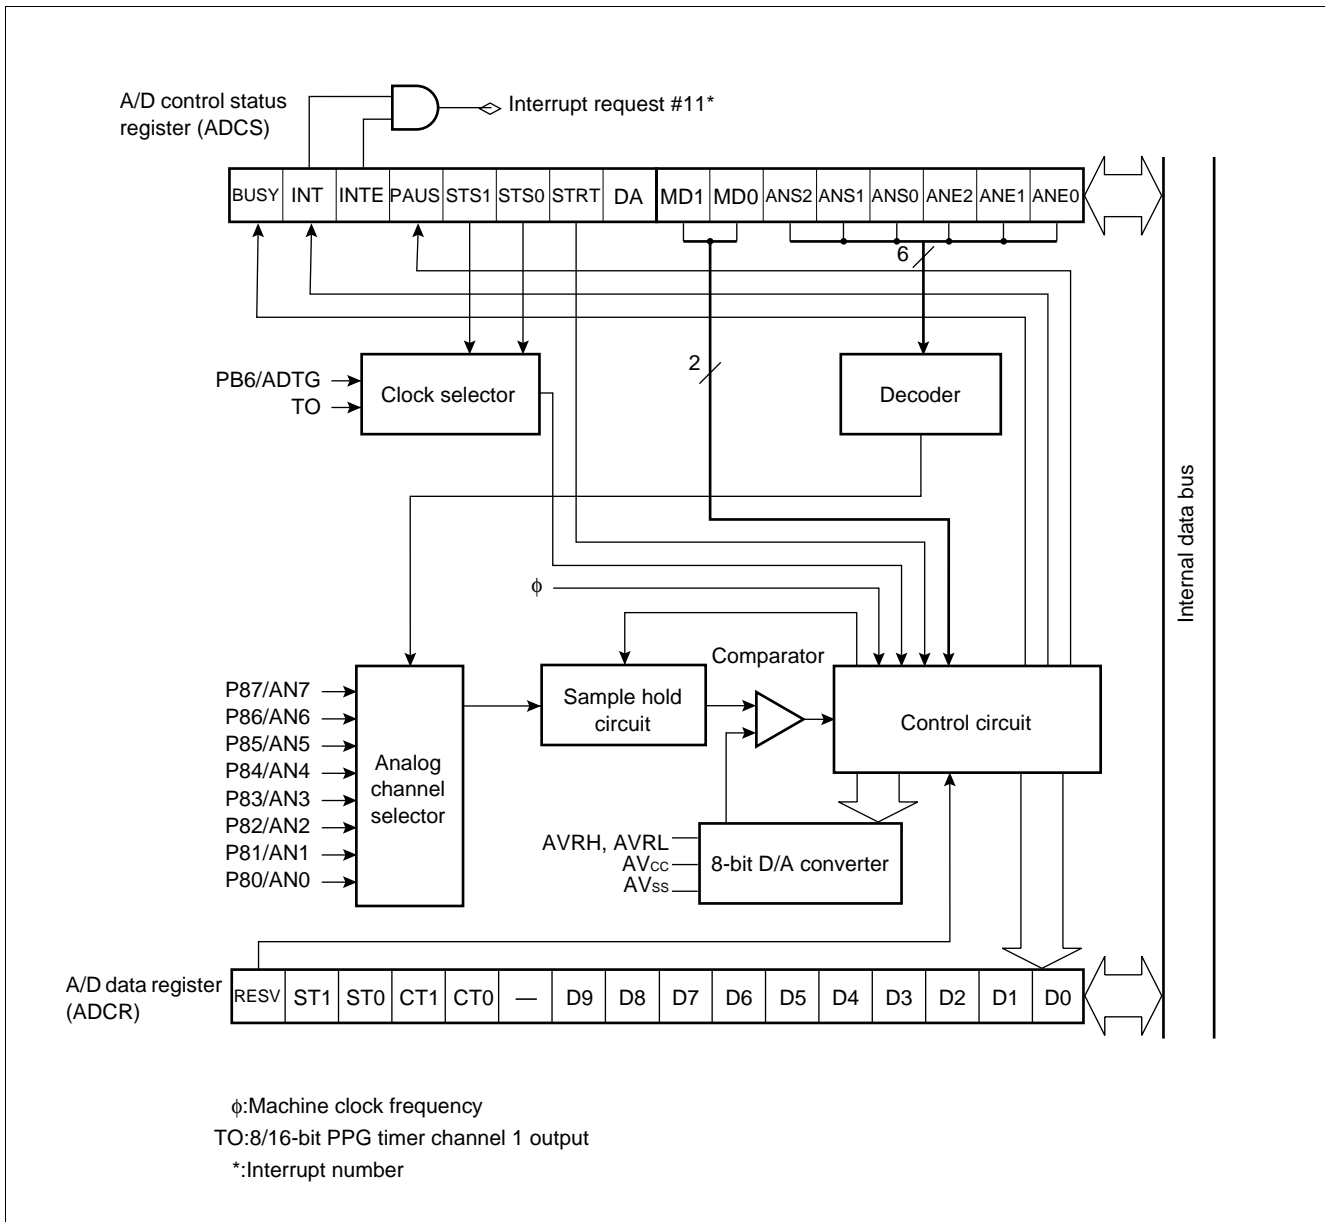 A/D control status
register (ADCS)
Interrupt request #11*
BUSY INT INTE PAUS STS1 STS0 STRT DA MD1 MD0 ANS2 ANS1 ANS0 ANE2 ANE1 ANE0
6
2
PB6/ADTG
TO
Clock selector
Decoder
Internal data bus
ϕ
Comparator
P87/AN7
P86/AN6
P85/AN5
P84/AN4
P83/AN3
P82/AN2
P81/AN1
P80/AN0
Analog
channel
selector
Sample hold
circuit
Control circuit
AVRH, AVRL
AVCC
AVSS
8-bit D/A converter
A/D data register
(ADCR)
RESV ST1 ST0 CT1 CT0 — D9 D8 D7 D6 D5 D4 D3 D2 D1 D0
ϕ:Machine clock frequency
TO:8/16-bit PPG timer channel 1 output
*:Interrupt number